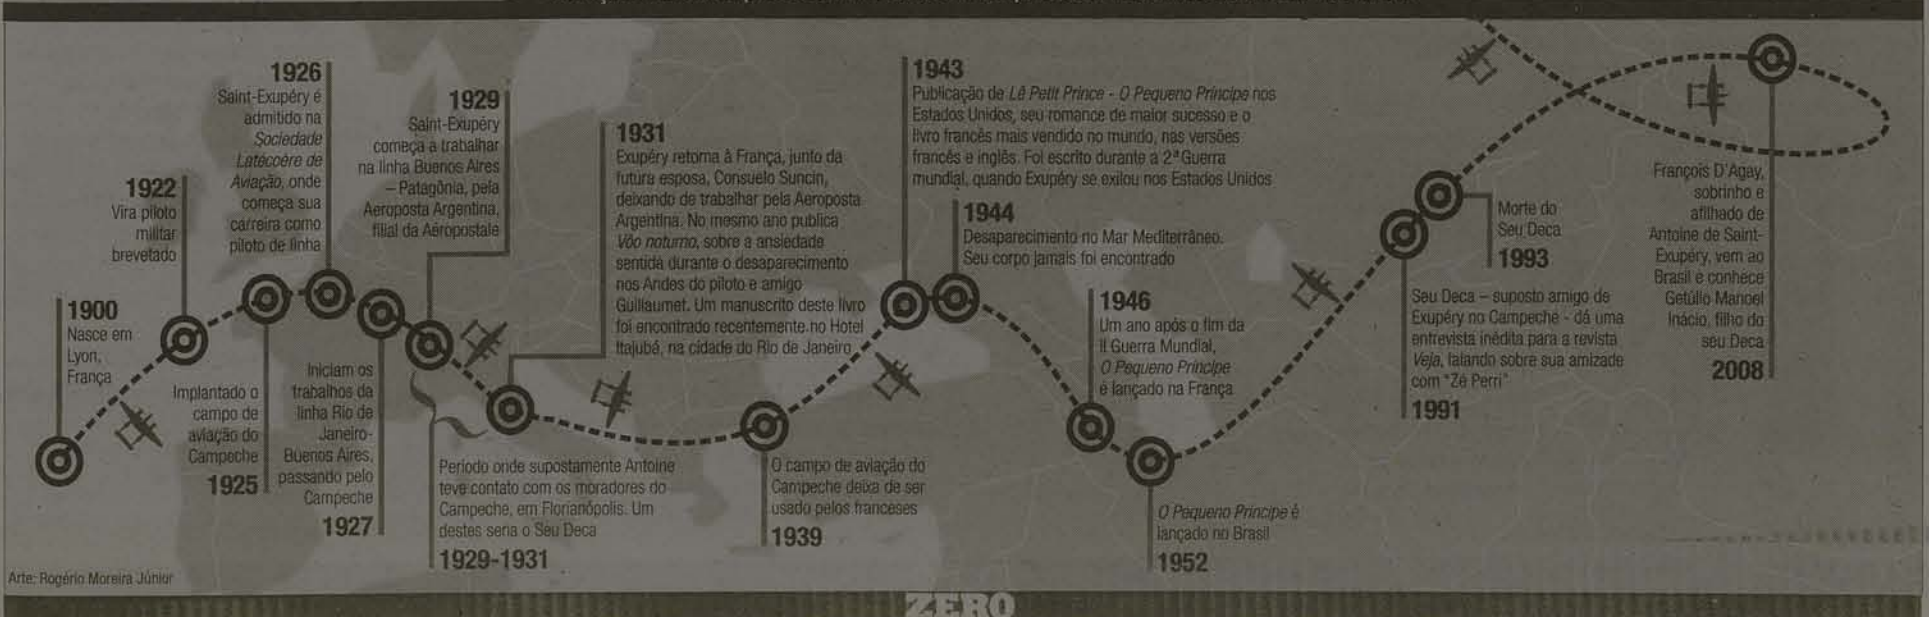 1900
Nasce em
Lyon,
França
1922
Vira piloto
militar
brevetado
Implantado o
campo de
aviação do
Campeche
1925
1926
Saint-Exupéry é
admitido na
Sociedade
Latécoère de
Aviação, onde
começa sua
carreira como
piloto de linha
Iniciam os
trabalhos da
linha Rio de
Janeiro-
Buenos Aires,
passando pelo
Campeche
1927
1929
Saint-Exupéry
começa a trabalhar
na linha Buenos Aires
– Patagônia, pela
Aeroposta Argentina,
filial da Aéropostale
Período onde supostamente Antoine
teve contato com os moradores do
Campeche, em Florianópolis. Um
destes seria o Seu Deca
1929-1931
1931
Exupéry retorna à França, junto da
futura esposa, Consuelo Suncin,
deixando de trabalhar pela Aeroposta
Argentina. No mesmo ano publica
Vôo noturno, sobre a ansiedade
sentida durante o desaparecimento
nos Andes do piloto e amigo
Guillaumet. Um manuscrito deste livro
foi encontrado recentemente no Hotel
Itajubá, na cidade do Rio de Janeiro
O campo de aviação do
Campeche deixa de ser
usado pelos franceses
1939
1943
Publicação de Lê Petit Prince - O Pequeno Príncipe nos
Estados Unidos, seu romance de maior sucesso e o
livro francês mais vendido no mundo, nas versões
francês e inglês. Foi escrito durante a 2ª Guerra
mundial, quando Exupéry se exilou nos Estados Unidos
1944
Desaparecimento no Mar Mediterrâneo.
Seu corpo jamais foi encontrado
1946
Um ano após o fim da
II Guerra Mundial,
O Pequeno Príncipe
é lançado na França
O Pequeno Príncipe é
lançado no Brasil
1952
Seu Deca – suposto amigo de
Exupéry no Campeche - dá uma
entrevista inédita para a revista
Veja, falando sobre sua amizade
com "Zé Perri"
1991
Morte do
Seu Deca
1993
François D'Agay,
sobrinho e
afilhado de
Antoine de Saint-
Exupéry, vem ao
Brasil e conhece
Getúlio Manoel
Inácio, filho do
seu Deca
2008
Arte: Rogério Moreira Júnior
ZERO